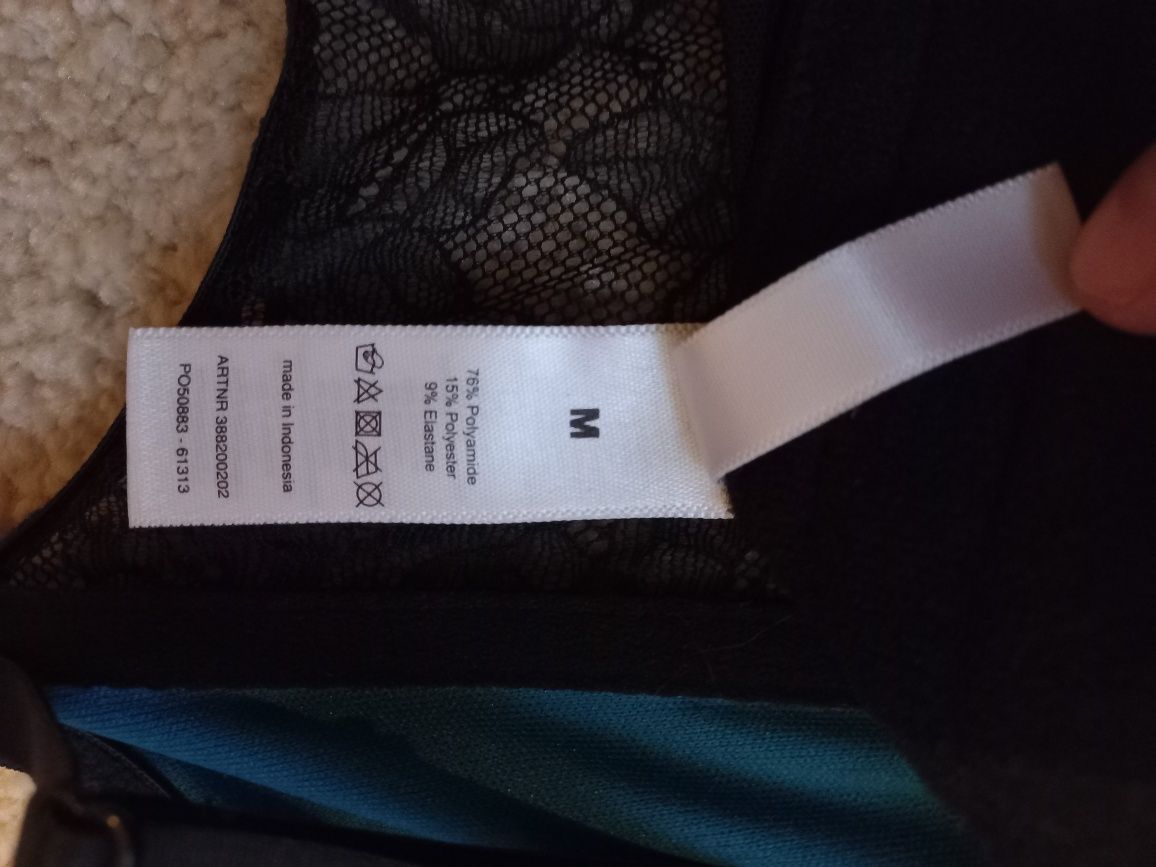 M
76% Polyamide
15% Polyester
9% Elastane
made in Indonesia
ARTNR 388200202
PO50883 - 61313